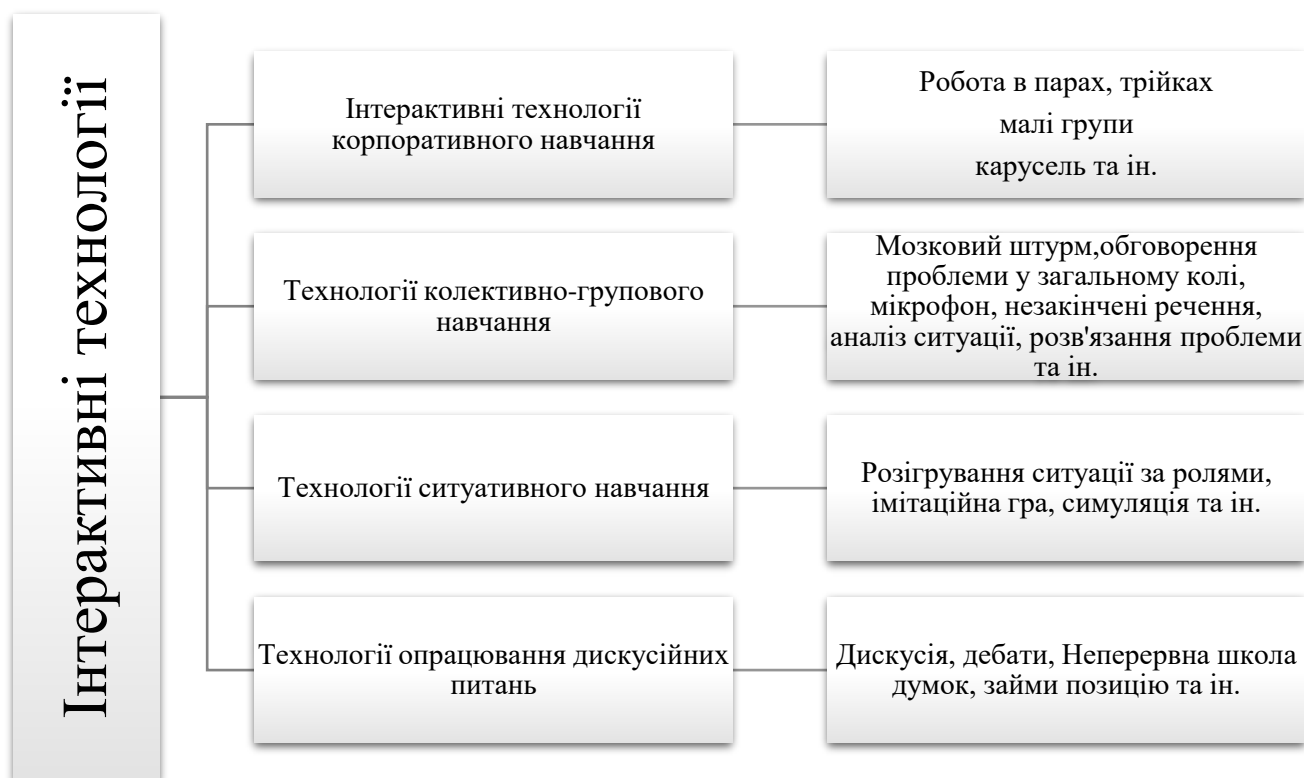 Інтерактивні технології
Інтерактивні технології
корпоративного навчання
Робота в парах, трійках
малі групи
карусель та ін.
Технології колективно-групового
навчання
Мозковий штурм,обговорення
проблеми у загальному колі,
мікрофон, незакінчені речення,
аналіз ситуації, розв'язання проблеми
та ін.
Технології ситуативного навчання
Розігрування ситуації за ролями,
імітаційна гра, симуляція та ін.
Технології опрацювання дискусійних
питань
Дискусія, дебати, Неперервна школа
думок, займи позицію та ін.